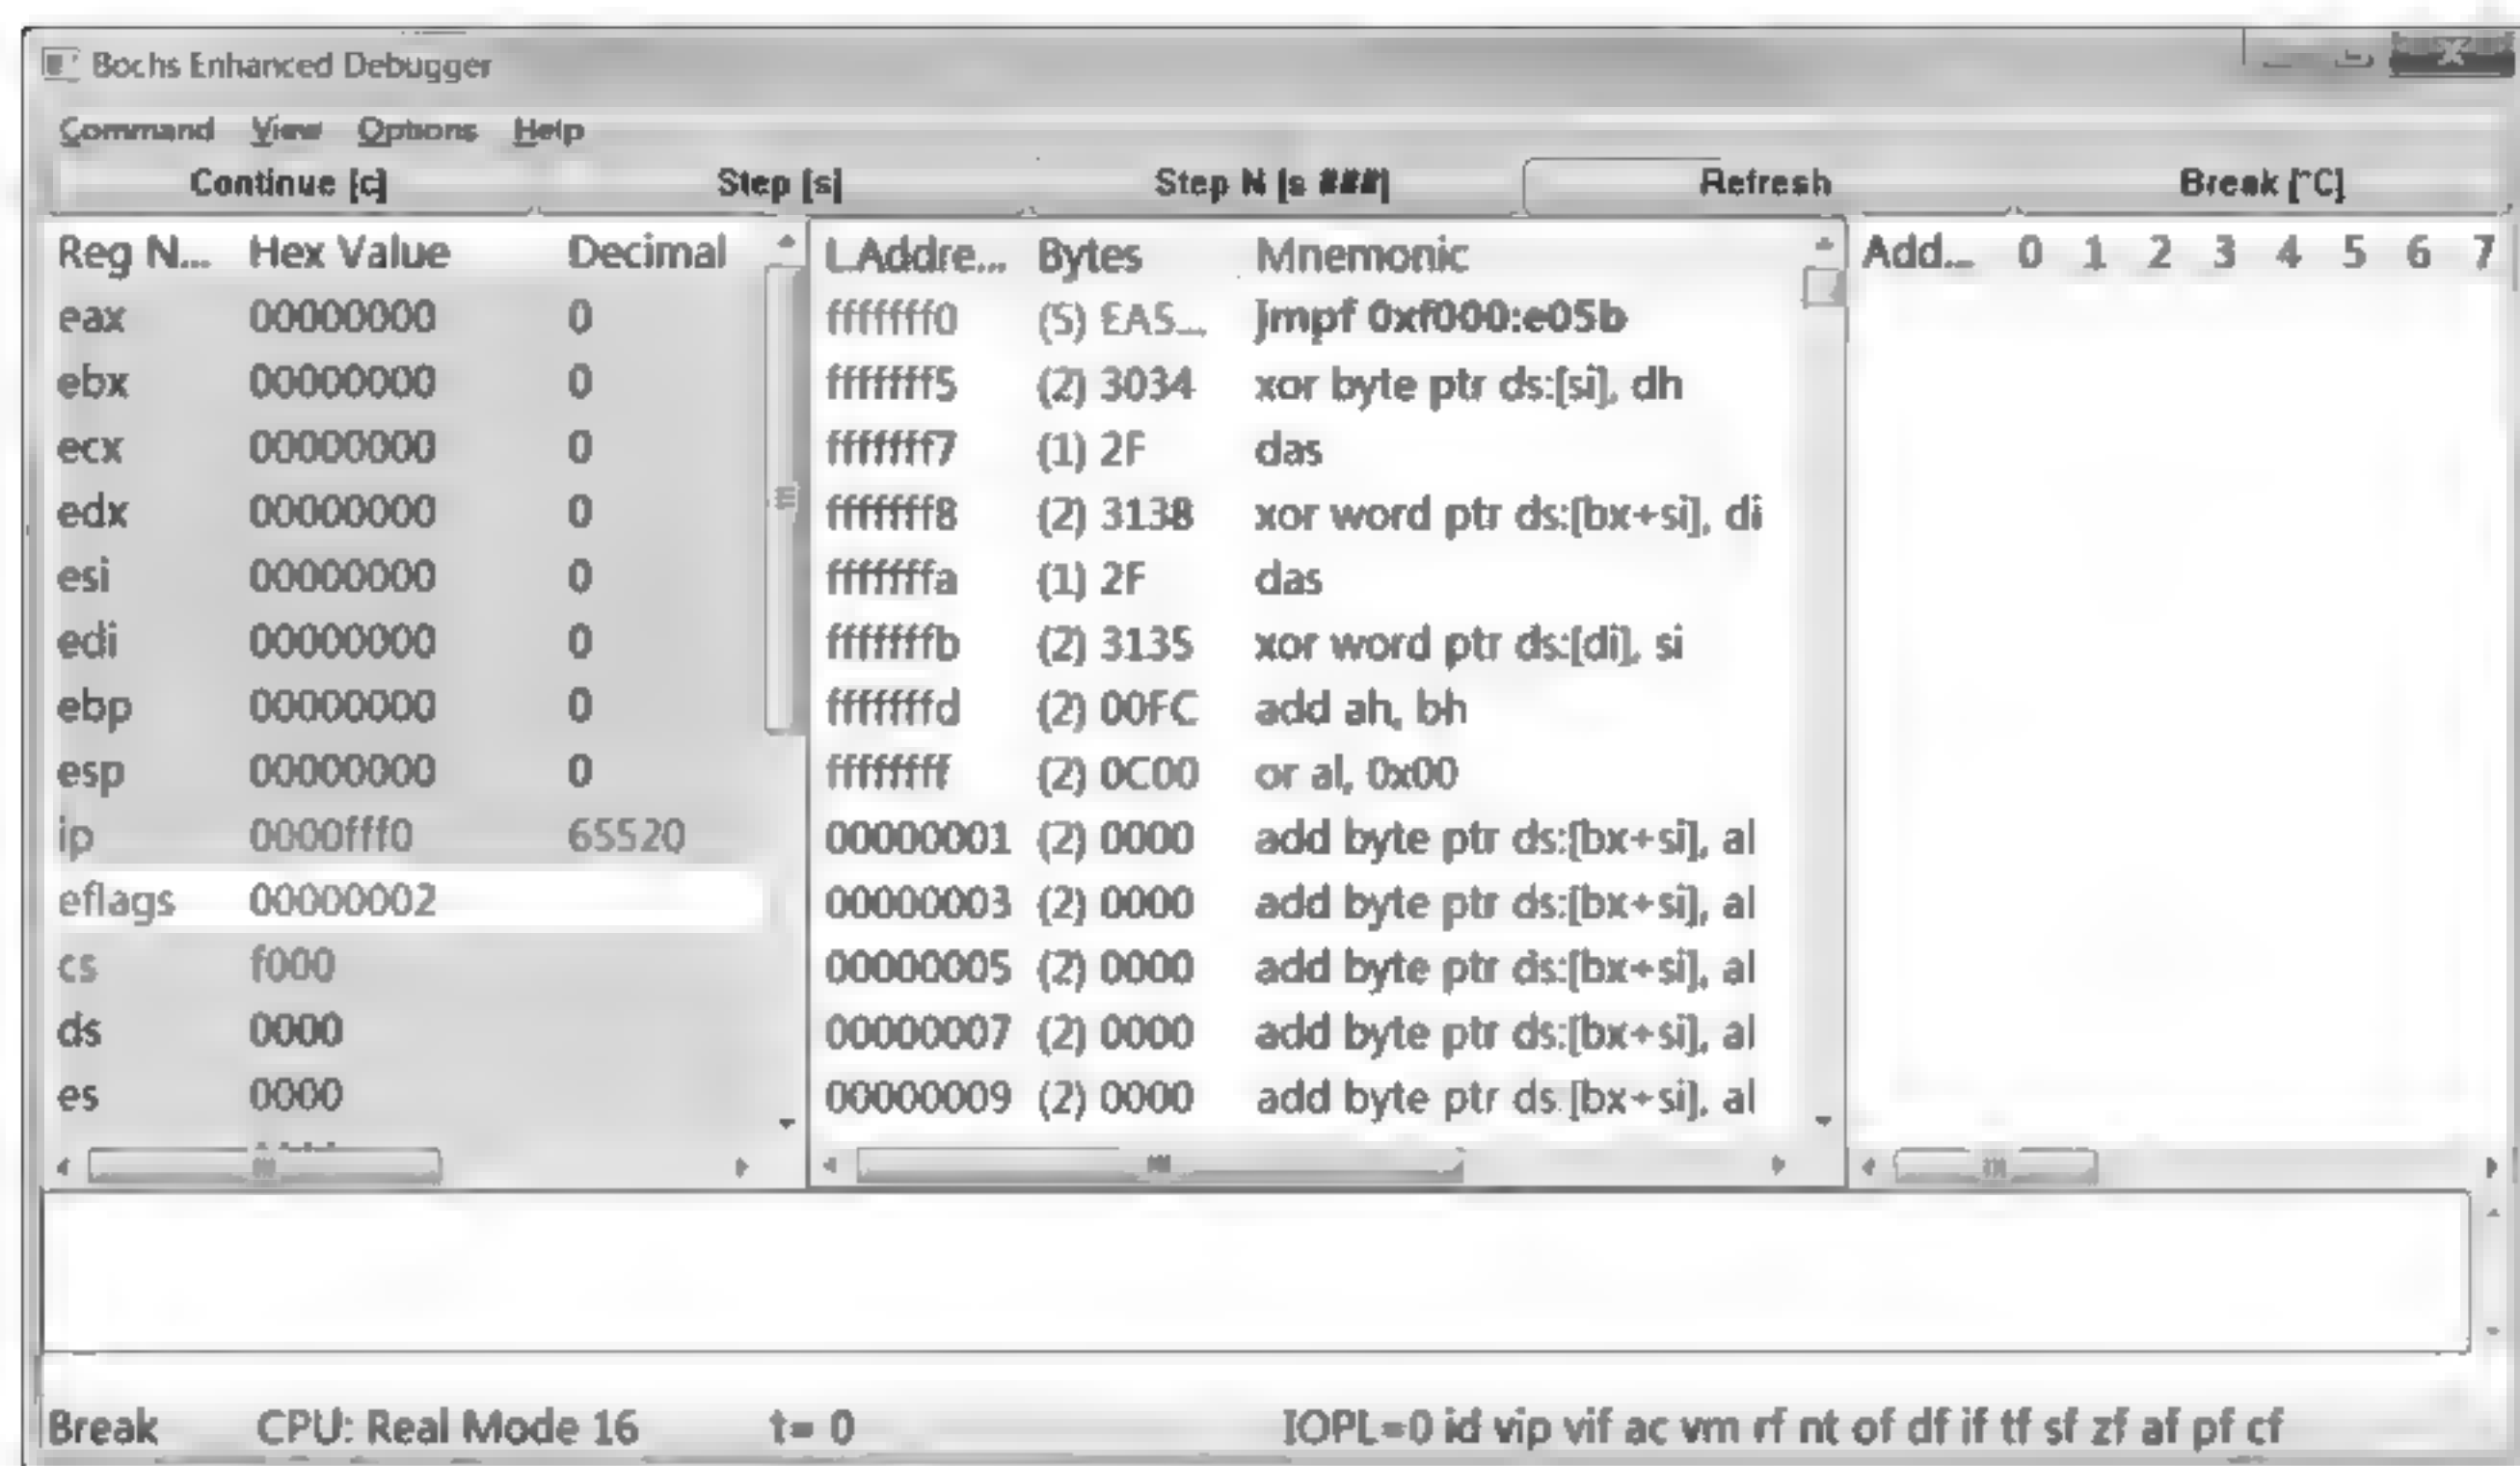 Bochs Enhanced Debugger
Command View Options Help
Continue [c] Step [s] Step N [s ###] Refresh Break [^C]
Reg N... Hex Value Decimal L.Addre... Bytes Mnemonic Add... 0 1 2 3 4 5 6 7
eax 00000000 0 fffffff0 (5) EA5... jmpf 0xf000:e05b
ebx 00000000 0 fffffff5 (2) 3034 xor byte ptr ds:[si], dh
ecx 00000000 0 fffffff7 (1) 2F das
edx 00000000 0 fffffff8 (2) 3138 xor word ptr ds:[bx+si], di
esi 00000000 0 fffffffa (1) 2F das
edi 00000000 0 fffffffb (2) 3135 xor word ptr ds:[di], si
ebp 00000000 0 fffffffd (2) 00FC add ah, bh
esp 00000000 0 ffffffff (2) 0C00 or al, 0x00
ip 0000fff0 65520 00000001 (2) 0000 add byte ptr ds:[bx+si], al
eflags 00000002 00000003 (2) 0000 add byte ptr ds:[bx+si], al
cs f000 00000005 (2) 0000 add byte ptr ds:[bx+si], al
ds 0000 00000007 (2) 0000 add byte ptr ds:[bx+si], al
es 0000 00000009 (2) 0000 add byte ptr ds:[bx+si], al
Break CPU: Real Mode 16 t= 0 IOPL=0 id vip vif ac vm rf nt of df if tf sf zf af pf cf